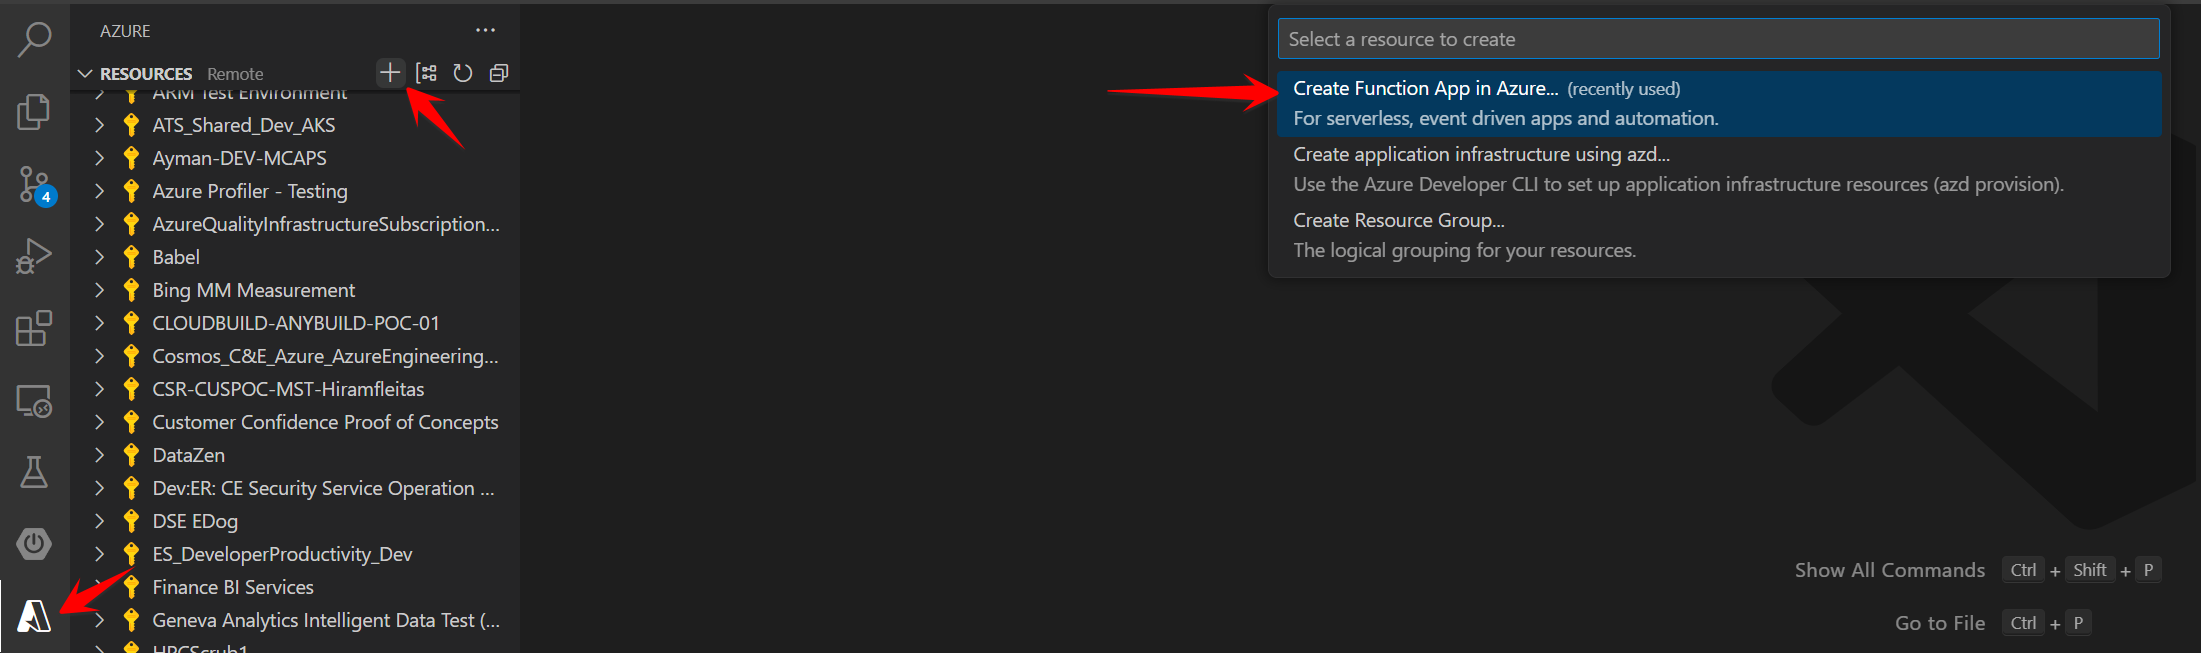 AZURE
RESOURCES Remote
ARM Test Environment
ATS_Shared_Dev_AKS
Ayman-DEV-MCAPS
Azure Profiler - Testing
AzureQualityInfrastructureSubscription...
Babel
Bing MM Measurement
CLOUDBUILD-ANYBUILD-POC-01
Cosmos_C&E_Azure_AzureEngineering...
CSR-CUSPOC-MST-Hiramfleitas
Customer Confidence Proof of Concepts
DataZen
Dev:ER: CE Security Service Operation ...
DSE EDog
ES_DeveloperProductivity_Dev
Finance BI Services
Geneva Analytics Intelligent Data Test (...
HPCScrub1
4
Select a resource to create
Create Function App in Azure... (recently used)
For serverless, event driven apps and automation.
Create application infrastructure using azd...
Use the Azure Developer CLI to set up application infrastructure resources (azd provision).
Create Resource Group...
The logical grouping for your resources.
Show All Commands Ctrl + Shift + P
Go to File Ctrl + P